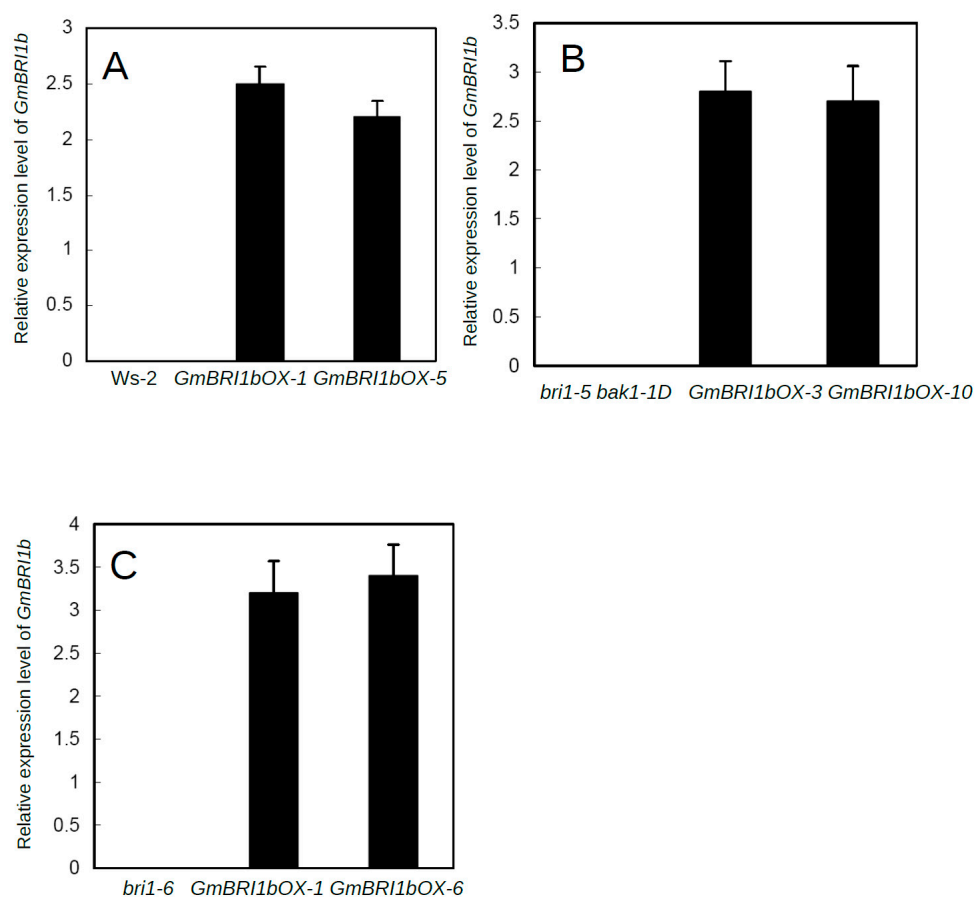 A
Relative expression level of GmBRI1b
3
2.5
2
1.5
1
0.5
0
Ws-2 GmBRI1bOX-1 GmBRI1bOX-5
B
Relative expression level of GmBRI1b
3.5
3
2.5
2
1.5
1
0.5
0
bri1-5 bak1-1D GmBRI1bOX-3 GmBRI1bOX-10
C
Relative expression level of GmBRI1b
4
3.5
3
2.5
2
1.5
1
0.5
0
bri1-6 GmBRI1bOX-1 GmBRI1bOX-6